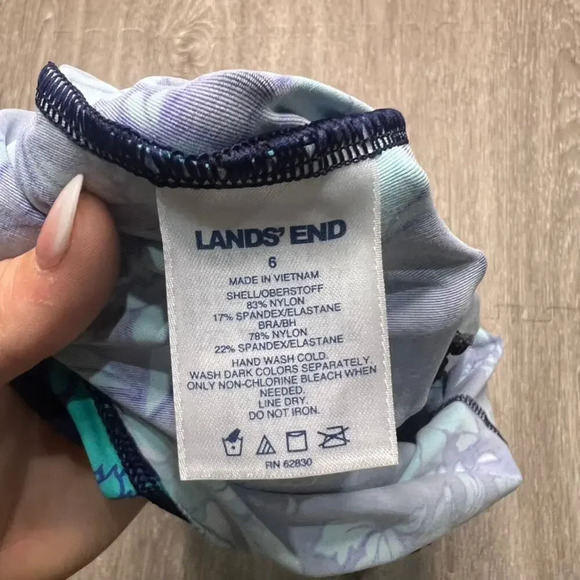 LANDS' END
6
MADE IN VIETNAM
SHELL/OBERSTOFF
83% NYLON
17% SPANDEX/ELASTANE
BRA/BH
78% NYLON
22% SPANDEX/ELASTANE
HAND WASH COLD.
WASH DARK COLORS SEPARATELY.
ONLY NON-CHLORINE BLEACH WHEN
NEEDED.
LINE DRY.
DO NOT IRON.
RN 62830